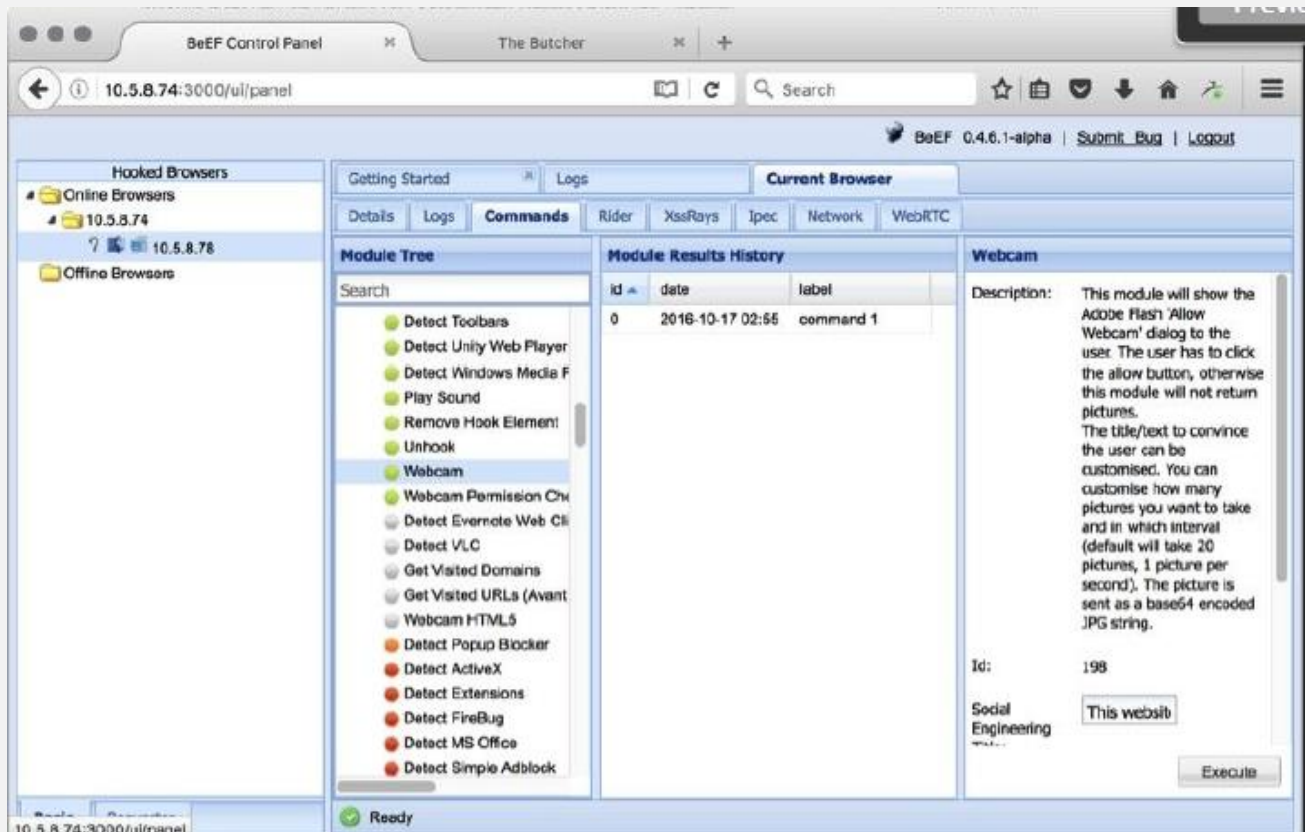 BeEF Control Panel
The Butcher
10.5.8.74:3000/ui/panel
Search
BeEF 0.4.6.1-alpha | Submit Bug | Logout
Hooked Browsers
Online Browsers
10.5.8.74
? 10.5.8.78
Offline Browsers
Getting Started
Logs
Current Browser
Details
Logs
Commands
Rider
XssRays
Ipec
Network
WebRTC
Module Tree
Search
Detect Toolbars
Detect Unity Web Player
Detect Windows Media F
Play Sound
Remove Hook Element
Unhook
Webcam
Webcam Permission Che
Detect Evernote Web Cli
Detect VLC
Get Visited Domains
Get Visited URLs (Avant
Webcam HTML5
Detect Popup Blocker
Detect ActiveX
Detect Extensions
Detect FireBug
Detect MS Office
Detect Simple Adblock
Module Results History
id date label
0 2016-10-17 02:55 command 1
Webcam
Description:
This module will show the
Adobe Flash 'Allow
Webcam' dialog to the
user. The user has to click
the allow button, otherwise
this module will not return
pictures.
The title/text to convince
the user can be
customised. You can
customise how many
pictures you want to take
and in which interval
(default will take 20
pictures, 1 picture per
second). The picture is
sent as a base64 encoded
JPG string.
Id: 198
Social
Engineering
This websit
Execute
Ready
10.5.8.74:3000/ui/panel